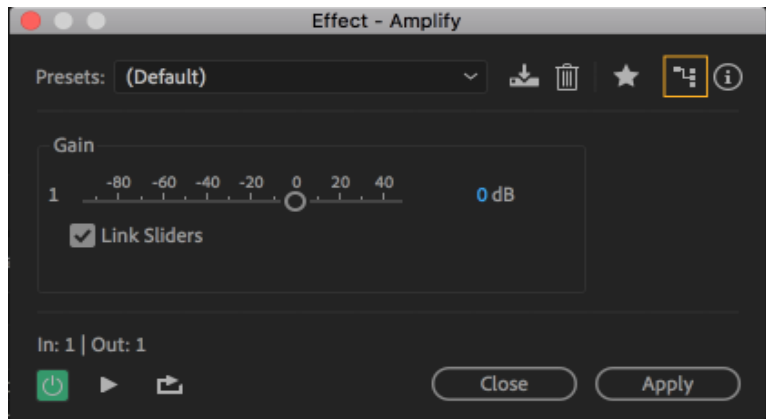 Effect - Amplify
Presets: (Default)
Gain
-80 -60 -40 -20 0 20 40
1 0 dB
Link Sliders
In: 1 | Out: 1
Close Apply